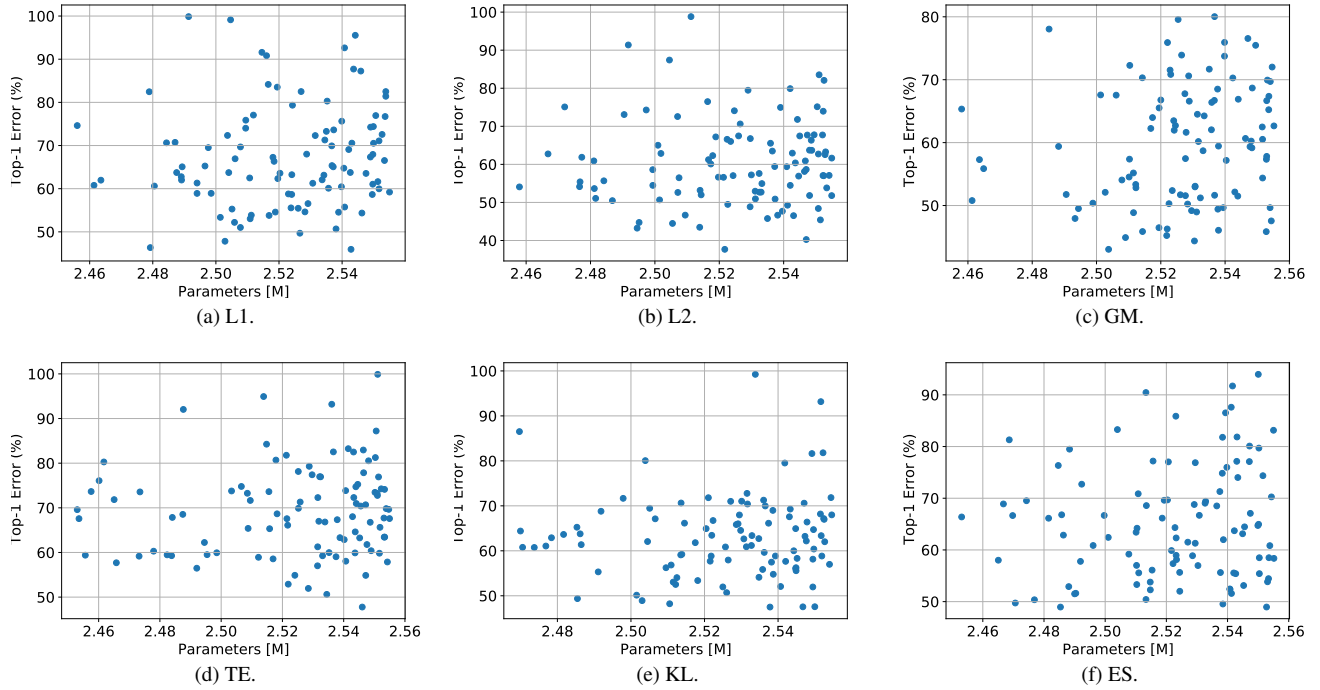 100
90
80
70
60
50
Top-1 Error (%)
2.46 2.48 2.50 2.52 2.54
Parameters [M]
(a) L1.
100
90
80
70
60
50
40
Top-1 Error (%)
2.46 2.48 2.50 2.52 2.54
Parameters [M]
(b) L2.
80
70
60
50
Top-1 Error (%)
2.46 2.48 2.50 2.52 2.54 2.56
Parameters [M]
(c) GM.
100
90
80
70
60
50
Top-1 Error (%)
2.46 2.48 2.50 2.52 2.54 2.56
Parameters [M]
(d) TE.
100
90
80
70
60
50
Top-1 Error (%)
2.48 2.50 2.52 2.54
Parameters [M]
(e) KL.
90
80
70
60
50
Top-1 Error (%)
2.46 2.48 2.50 2.52 2.54 2.56
Parameters [M]
(f) ES.